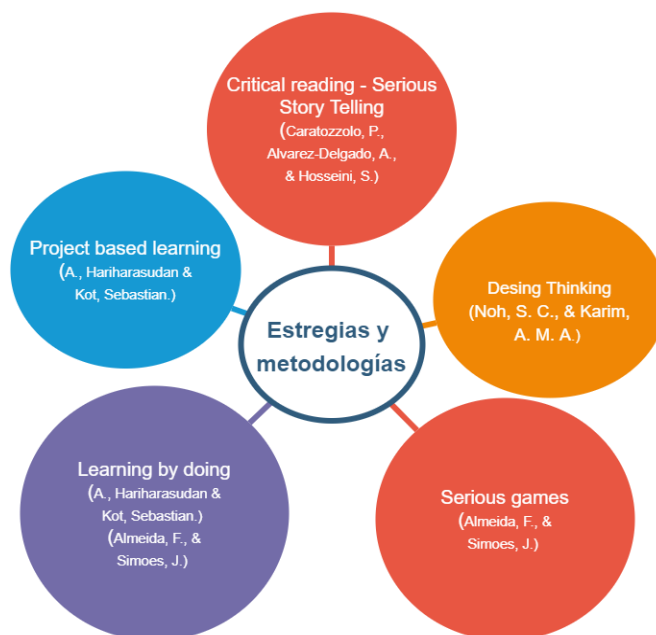 Critical reading - Serious
Story Telling
(Caratozzolo, P.,
Alvarez-Delgado, A.,
& Hosseini, S.)
Project based learning
(A., Hariharasudan &
Kot, Sebastian.)
Desing Thinking
(Noh, S. C., & Karim,
A. M. A.)
Estregias y
metodologías
Learning by doing
(A., Hariharasudan &
Kot, Sebastian.)
(Almeida, F., &
Simoes, J.)
Serious games
(Almeida, F., &
Simoes, J.)